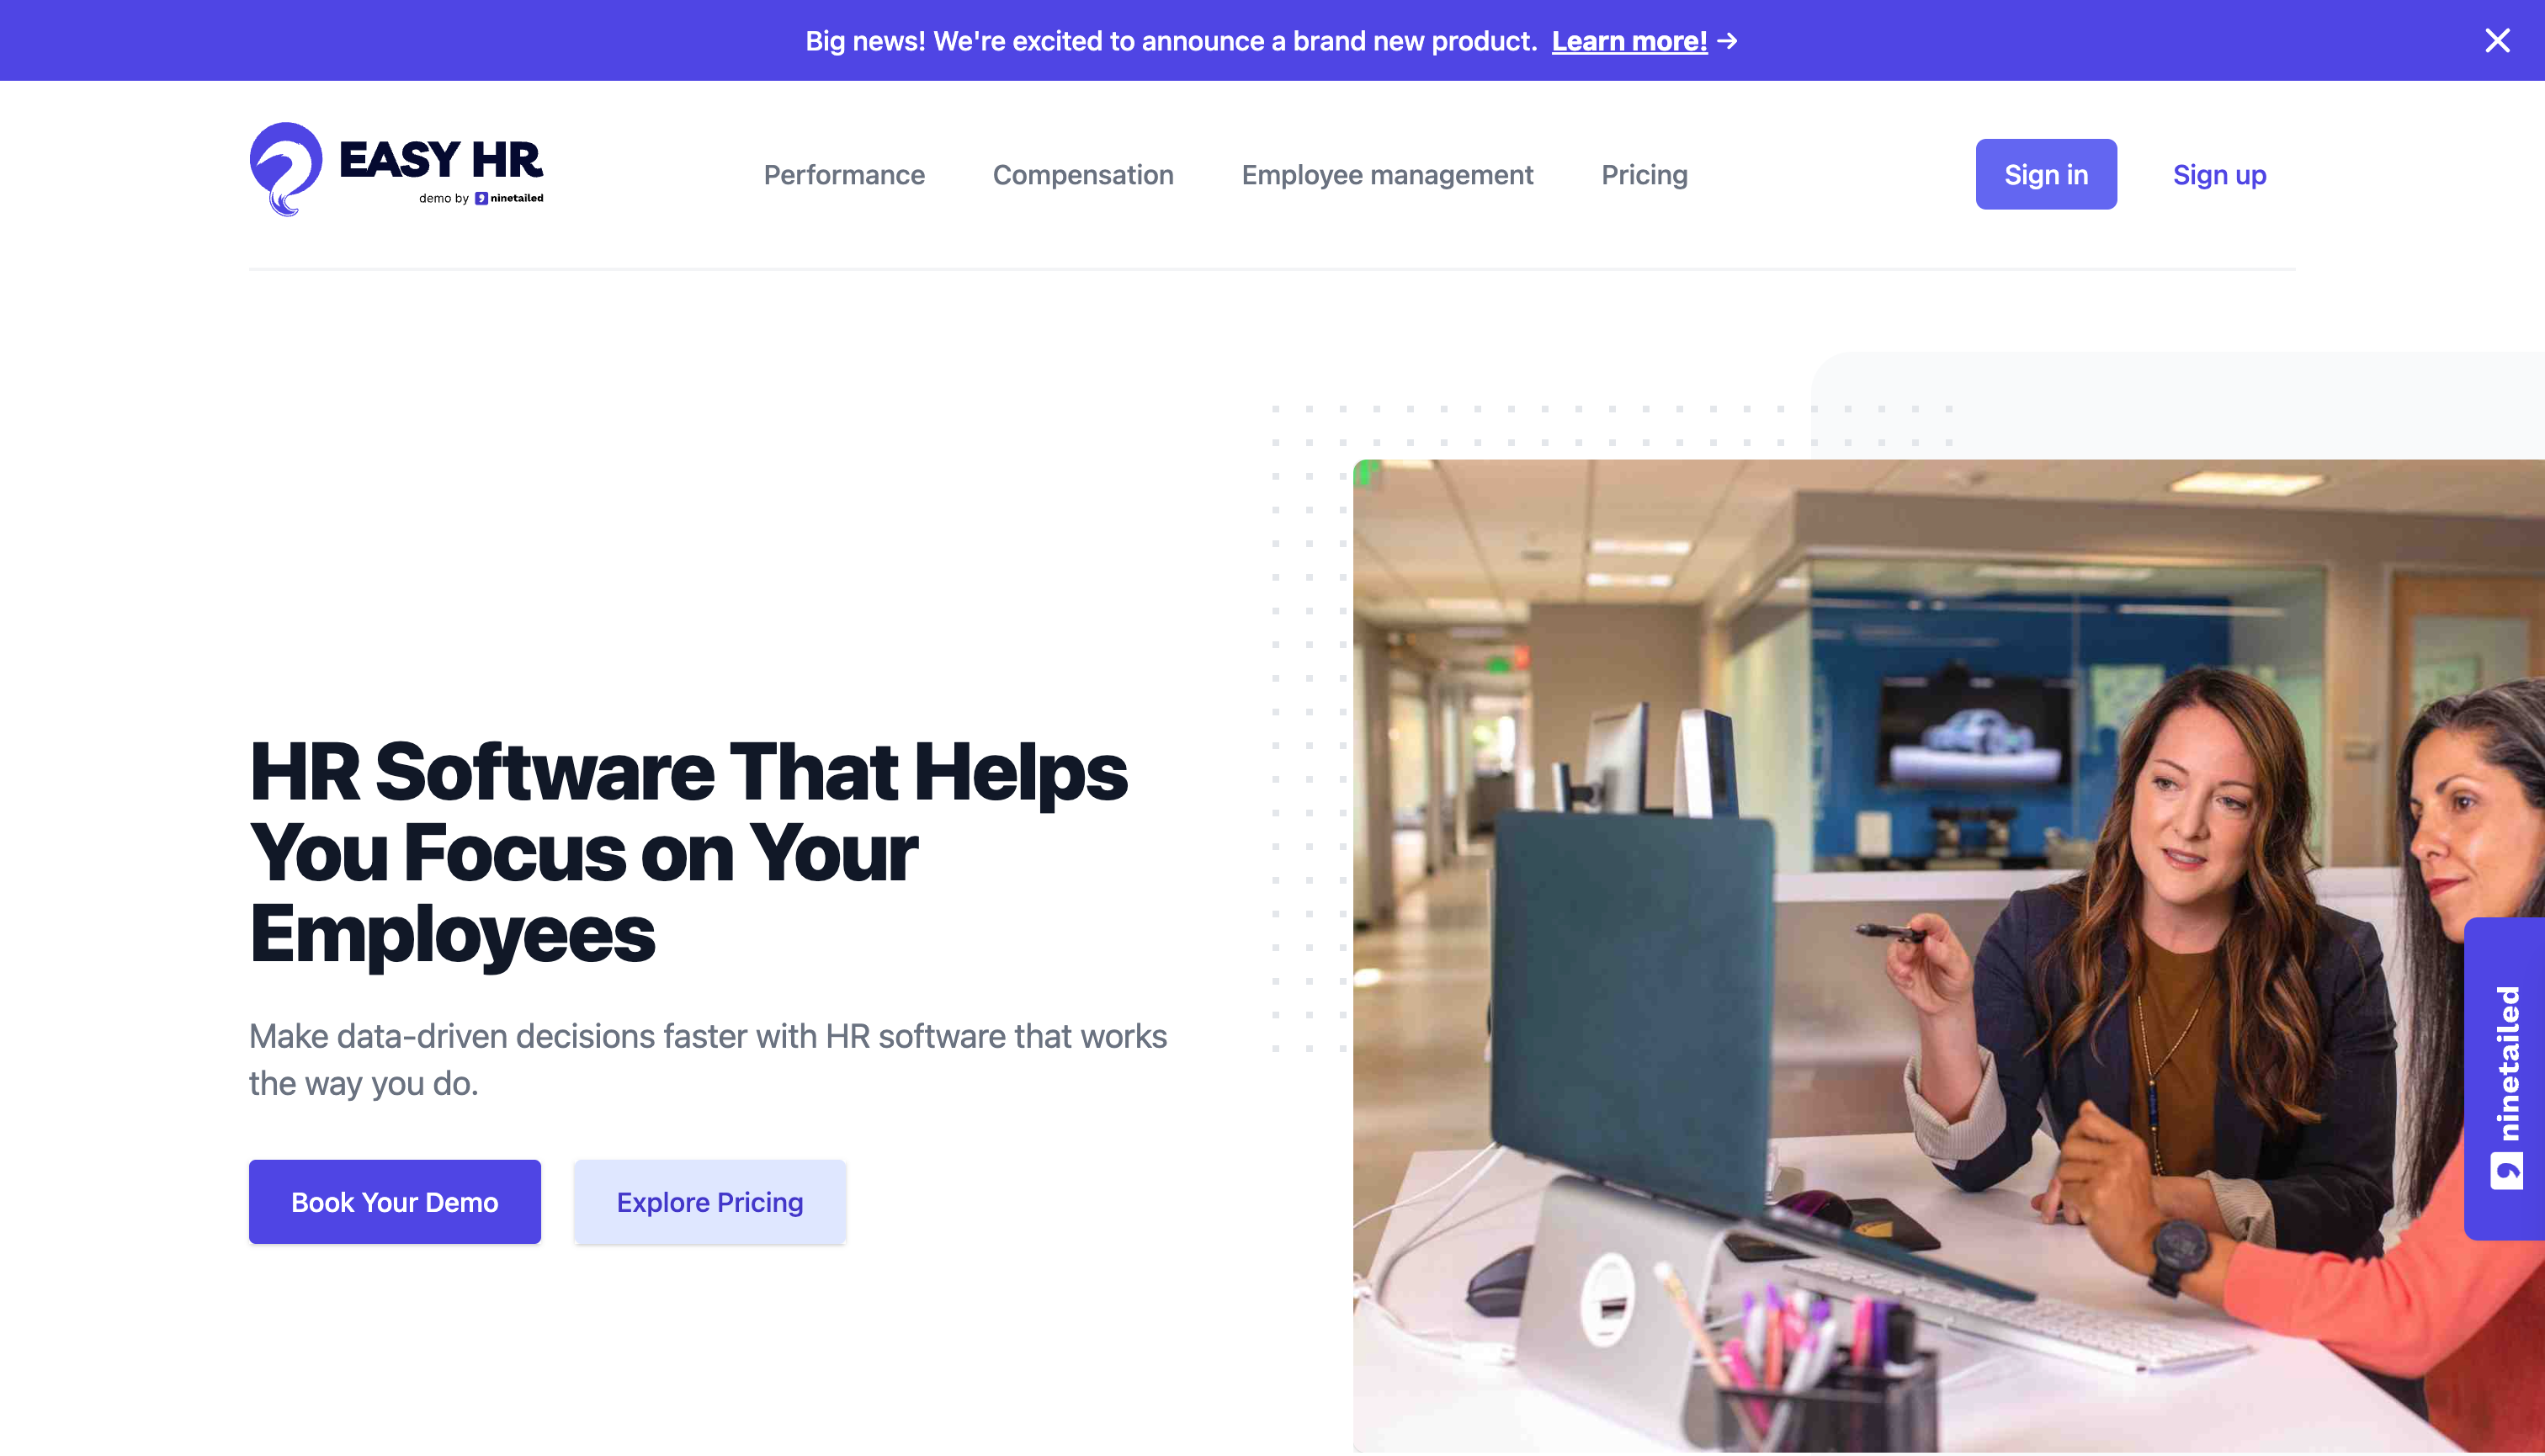 Big news! We're excited to announce a brand new product. Learn more! →
EASY HR
demo by ninetailed
Performance
Compensation
Employee management
Pricing
Sign in
Sign up
HR Software That Helps
You Focus on Your
Employees
Make data-driven decisions faster with HR software that works
the way you do.
Book Your Demo
Explore Pricing
ninetailed